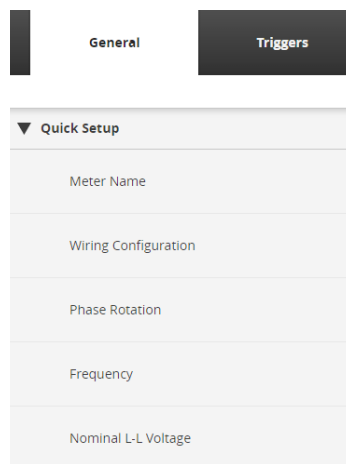 General
Triggers
Quick Setup
Meter Name
Wiring Configuration
Phase Rotation
Frequency
Nominal L-L Voltage